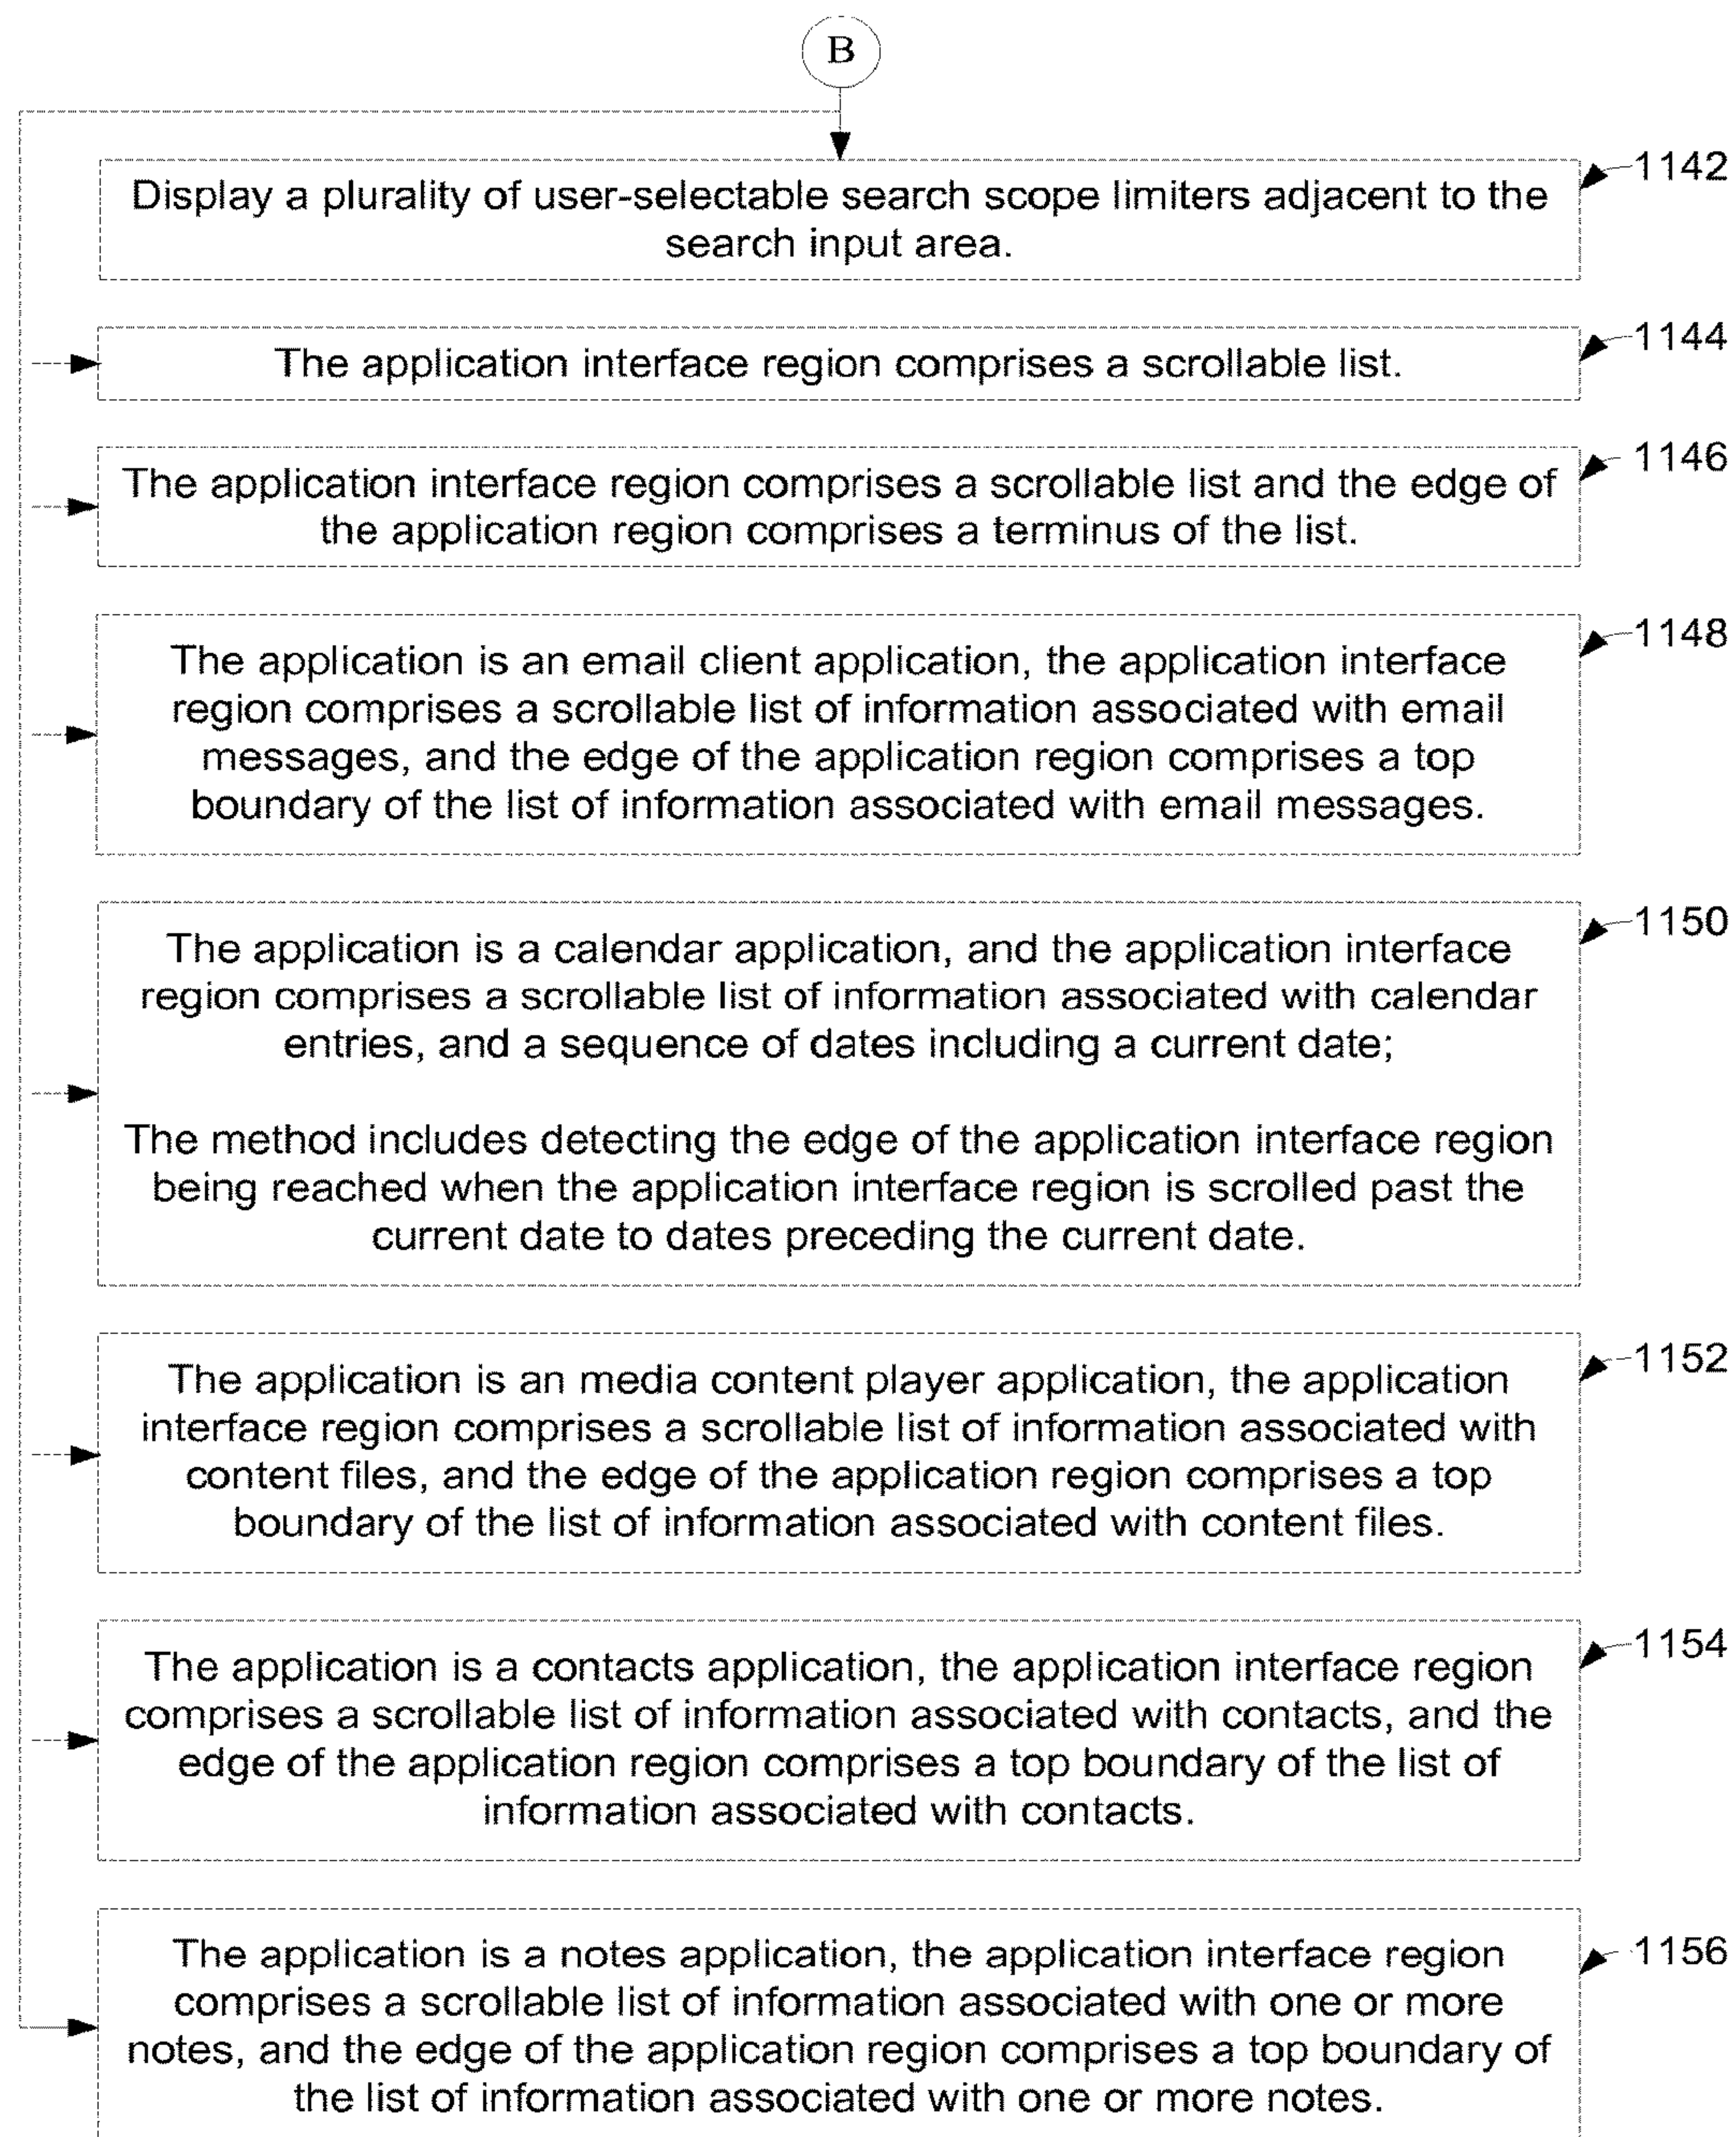 B
1142
Display a plurality of user-selectable search scope limiters adjacent to the
search input area.
1144
The application interface region comprises a scrollable list.
1146
The application interface region comprises a scrollable list and the edge of
the application region comprises a terminus of the list.
1148
The application is an email client application, the application interface
region comprises a scrollable list of information associated with email
messages, and the edge of the application region comprises a top
boundary of the list of information associated with email messages.
1150
The application is a calendar application, and the application interface
region comprises a scrollable list of information associated with calendar
entries, and a sequence of dates including a current date;
The method includes detecting the edge of the application interface region
being reached when the application interface region is scrolled past the
current date to dates preceding the current date.
1152
The application is an media content player application, the application
interface region comprises a scrollable list of information associated with
content files, and the edge of the application region comprises a top
boundary of the list of information associated with content files.
1154
The application is a contacts application, the application interface region
comprises a scrollable list of information associated with contacts, and the
edge of the application region comprises a top boundary of the list of
information associated with contacts.
1156
The application is a notes application, the application interface region
comprises a scrollable list of information associated with one or more
notes, and the edge of the application region comprises a top boundary of
the list of information associated with one or more notes.